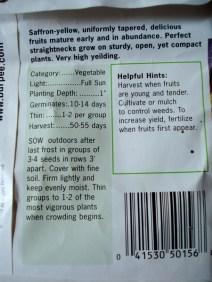 Saffron-yellow, uniformly tapered, delicious
fruits mature early and in abundance. Perfect
straightnecks grow on sturdy, open, yet compact
plants. Very high yeilding.
Category: ......Vegetable
Light:..............Full Sun
Planting Depth:.......1"
Germinates: 10-14 days
Thin:......1-2 per group
Harvest:.....50-55 days
SOW outdoors after
last frost in groups of
3-4 seeds in rows 3'
apart. Cover with fine
soil. Firm lightly and
keep evenly moist. Thin
groups to 1-2 of the
most vigorous plants
when crowding begins.
Helpful Hints:
Harvest when fruits
are young and tender.
Cultivate or mulch
to control weeds. To
increase yield, fertilize
when fruits first appear.
0 41530 50156